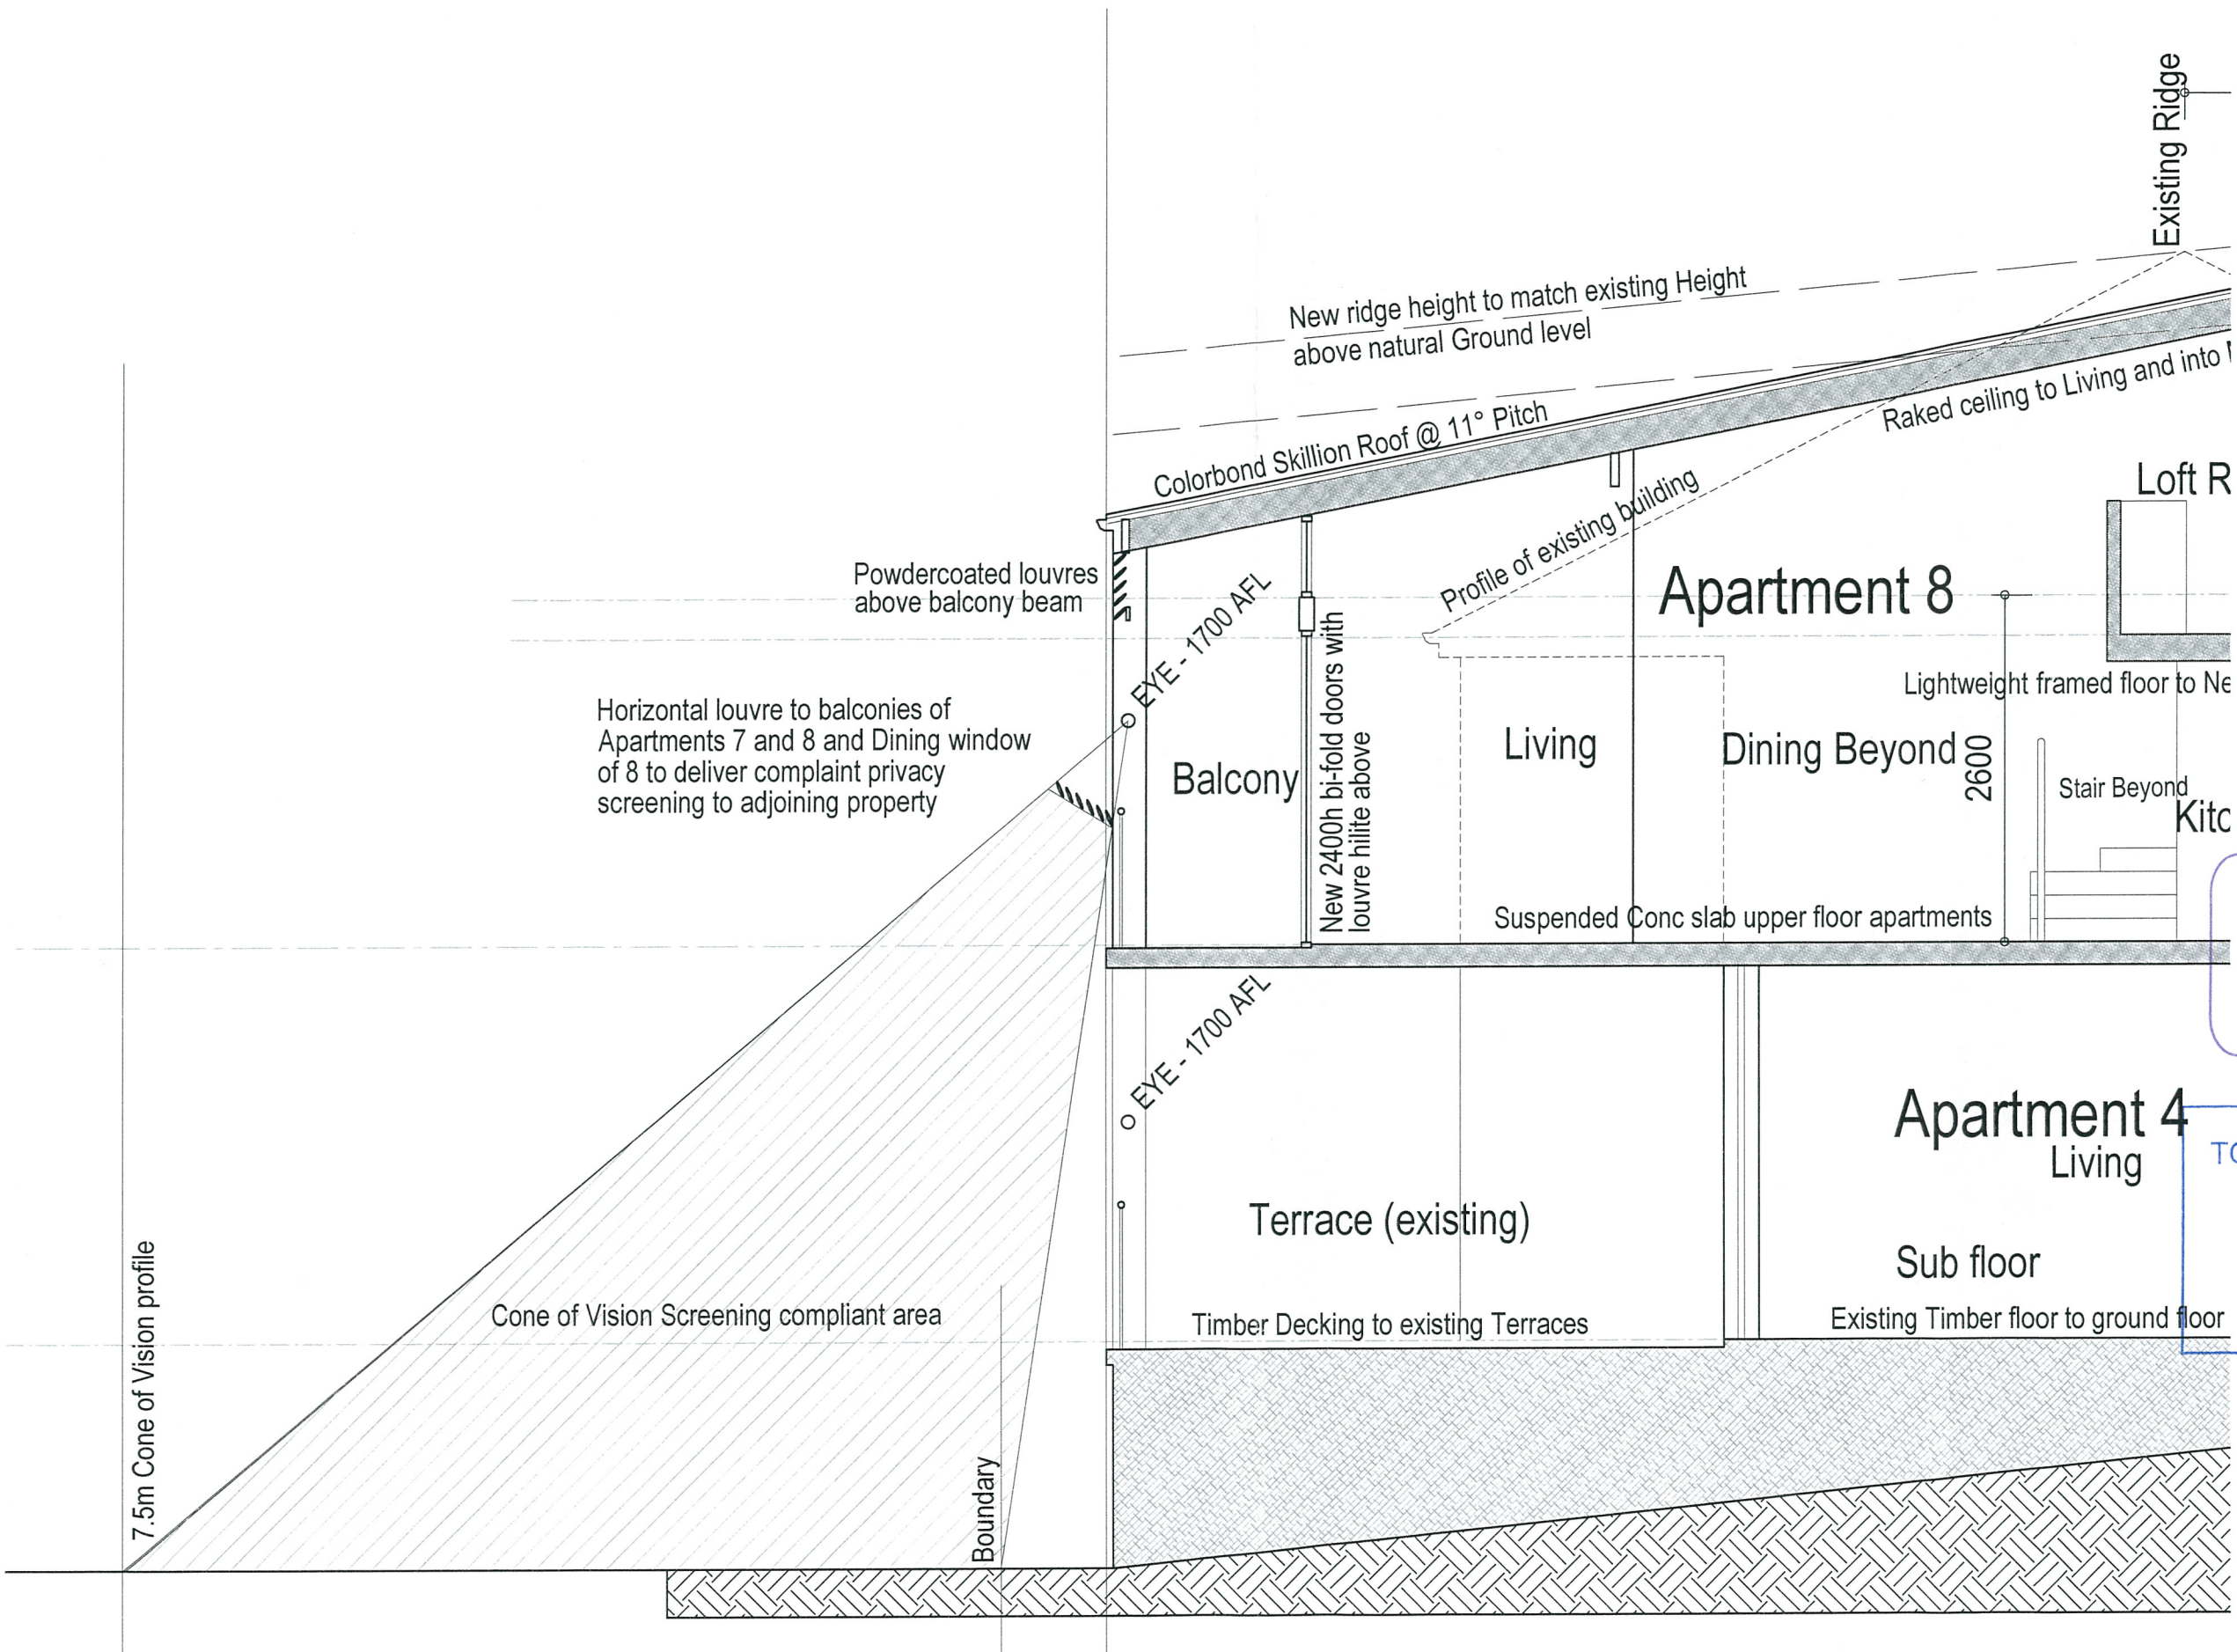 Existing Ridge
New ridge height to match existing Height
above natural Ground level
Colorbond Skillion Roof @ 11° Pitch
Raked ceiling to Living and into
Loft R
Profile of existing building
Powdercoated louvres
above balcony beam
Apartment 8
EYE - 1700 AFL
Lightweight framed floor to Ne
Horizontal louvre to balconies of
Apartments 7 and 8 and Dining window
of 8 to deliver complaint privacy
screening to adjoining property
Balcony
New 2400h bi-fold doors with
louvre hilite above
Living
Dining Beyond
2600
Stair Beyond
Kitc
Suspended Conc slab upper floor apartments
EYE - 1700 AFL
Apartment 4
Living
TO
Terrace (existing)
Sub floor
7.5m Cone of Vision profile
Cone of Vision Screening compliant area
Timber Decking to existing Terraces
Existing Timber floor to ground floor
Boundary